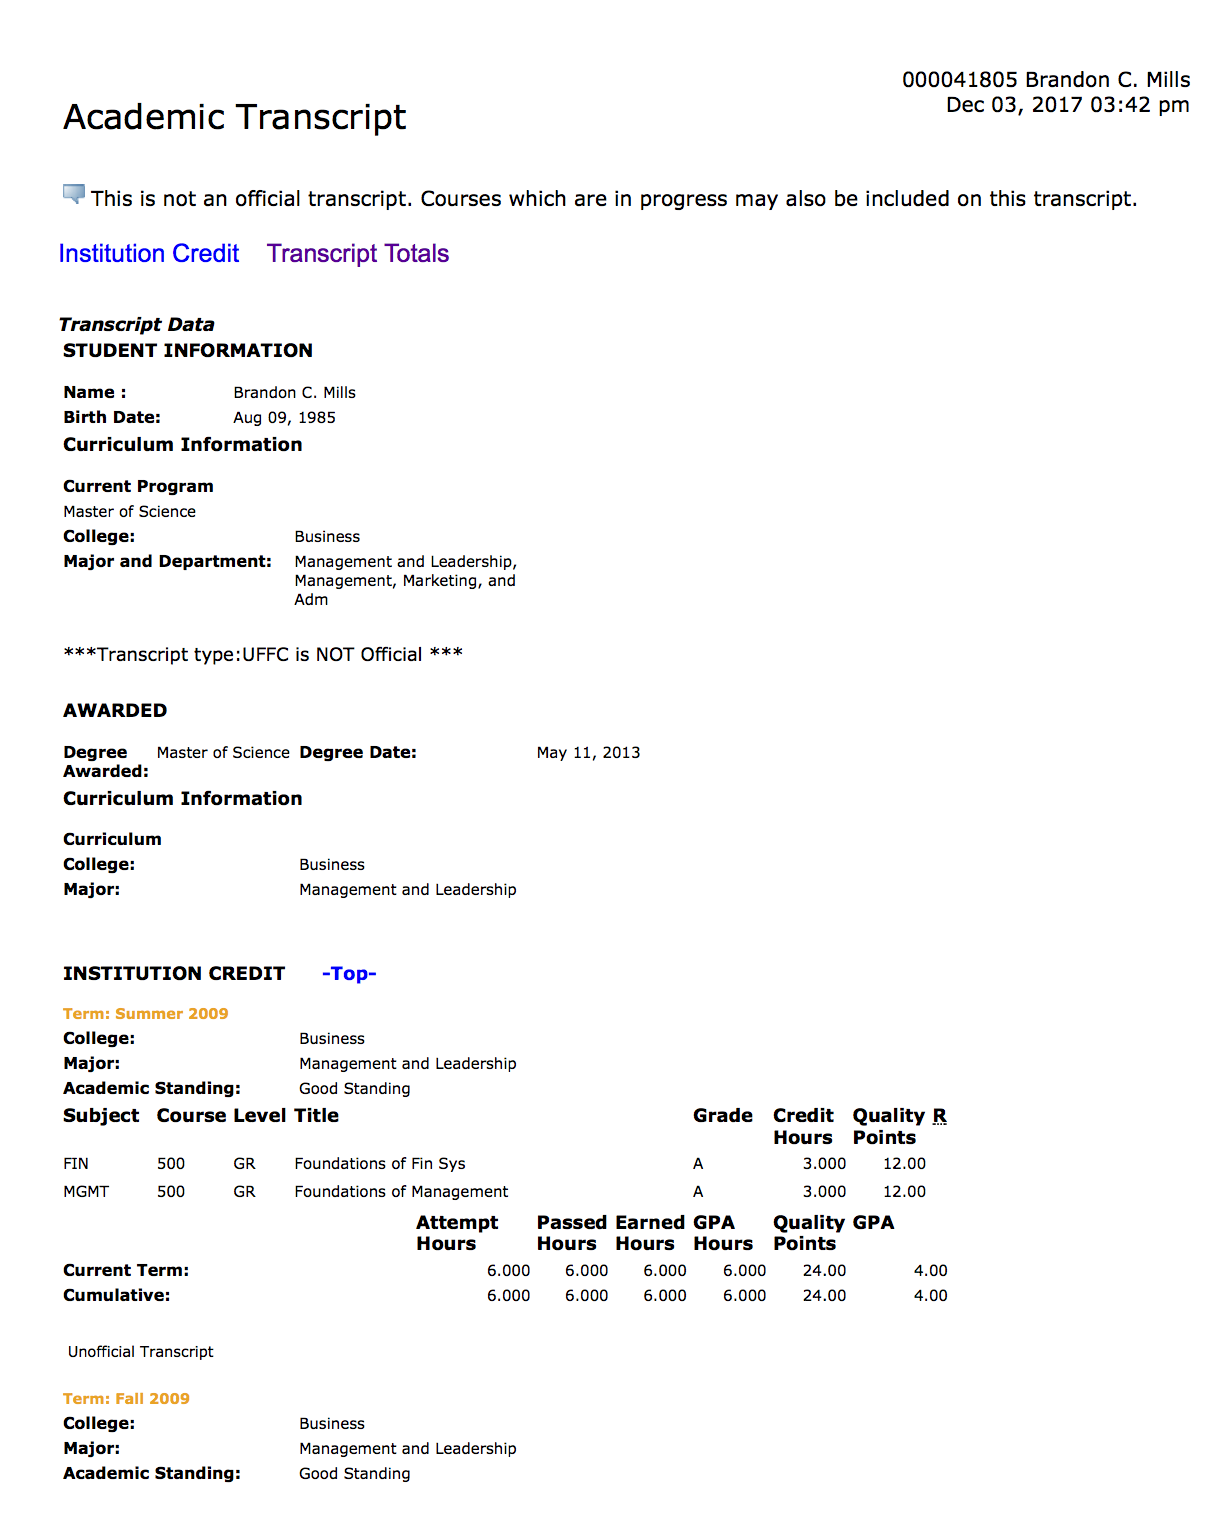 000041805 Brandon C. Mills
Dec 03, 2017 03:42 pm
Academic Transcript
This is not an official transcript. Courses which are in progress may also be included on this transcript.
Institution Credit Transcript Totals
Transcript Data
STUDENT INFORMATION
Name : Brandon C. Mills
Birth Date: Aug 09, 1985
Curriculum Information
Current Program
Master of Science
College: Business
Major and Department: Management and Leadership,
Management, Marketing, and
Adm
***Transcript type:UFFC is NOT Official ***
AWARDED
Degree Master of Science Degree Date: May 11, 2013
Awarded:
Curriculum Information
Curriculum
College: Business
Major: Management and Leadership
INSTITUTION CREDIT -Top-
Term: Summer 2009
College: Business
Major: Management and Leadership
Academic Standing: Good Standing
Subject Course Level Title Grade Credit Quality R
Hours Points
FIN 500 GR Foundations of Fin Sys A 3.000 12.00
MGMT 500 GR Foundations of Management A 3.000 12.00
Attempt Passed Earned GPA Quality GPA
Hours Hours Hours Hours Points
Current Term: 6.000 6.000 6.000 6.000 24.00 4.00
Cumulative: 6.000 6.000 6.000 6.000 24.00 4.00
Unofficial Transcript
Term: Fall 2009
College: Business
Major: Management and Leadership
Academic Standing: Good Standing